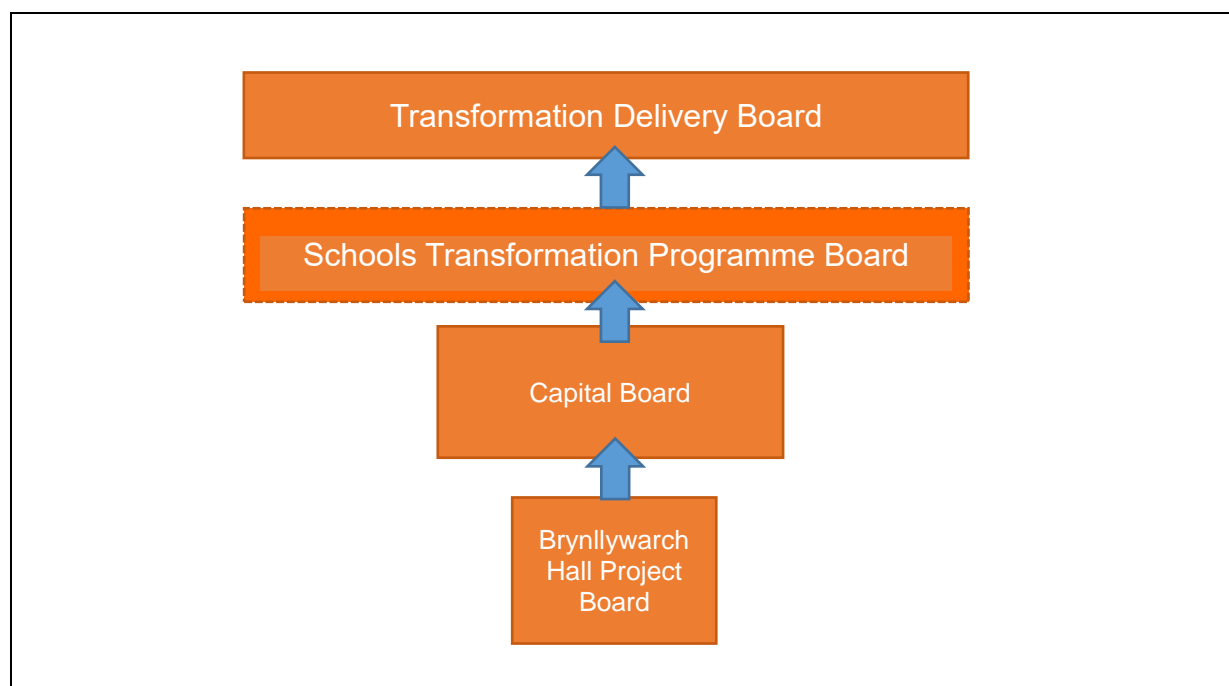 Transformation Delivery Board
Schools Transformation Programme Board
Capital Board
Brynllywarch
Hall Project
Board